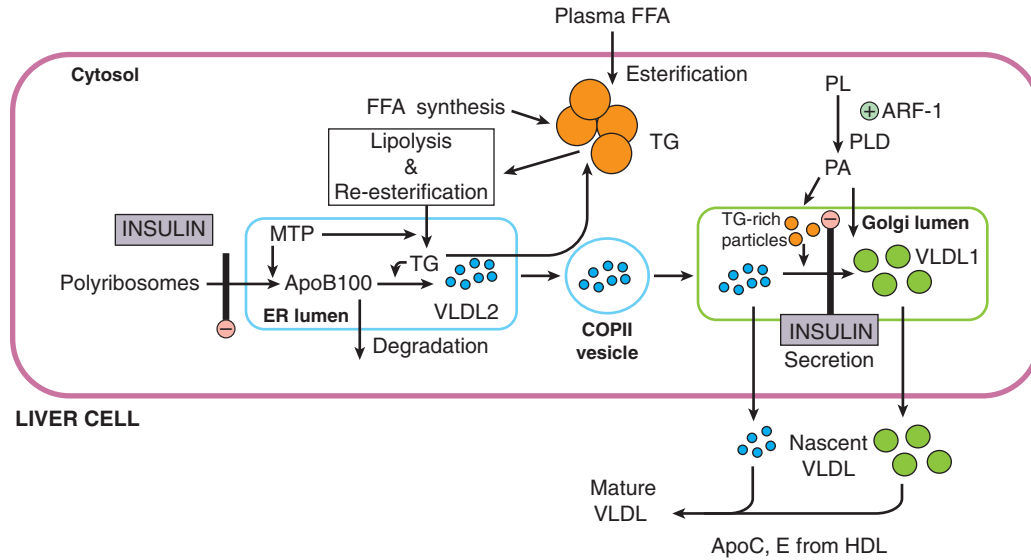 Plasma FFA
Cytosol
Esterification
FFA synthesis
TG
PL
+ ARF-1
PLD
PA
Lipolysis
&
Re-esterification
INSULIN
MTP
TG
Polyribosomes
ApoB100
VLDL2
ER lumen
Degradation
−
COPII
vesicle
TG-rich
particles
−
Golgi lumen
VLDL1
INSULIN
Secretion
LIVER CELL
Nascent
VLDL
Mature
VLDL
ApoC, E from HDL